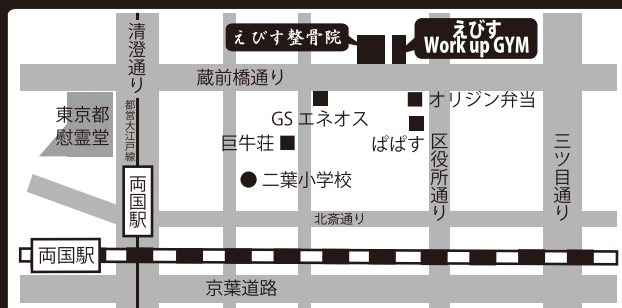 清澄通り
えびす整骨院
えびす
Work up GYM
蔵前橋通り
東京都
慰霊堂
都営大江戸線
GS エネオス
オリジン弁当
巨牛荘
ぱぱす
区役所通り
三ツ目通り
二葉小学校
両国駅
北斎通り
両国駅
京葉道路